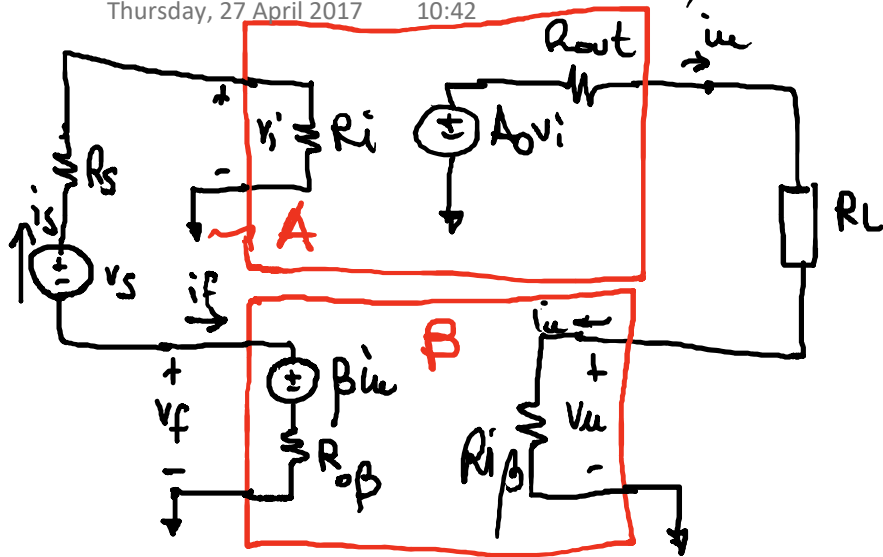 Thursday, 27 April 2017 10:42
Rout
iu
+
Vi
Ri
-
± A₀Vi
Rs
is
± Vs
A
RL
if
β
iu
+
Vf
-
± βiu
Roβ
Riβ
+
Vu
-